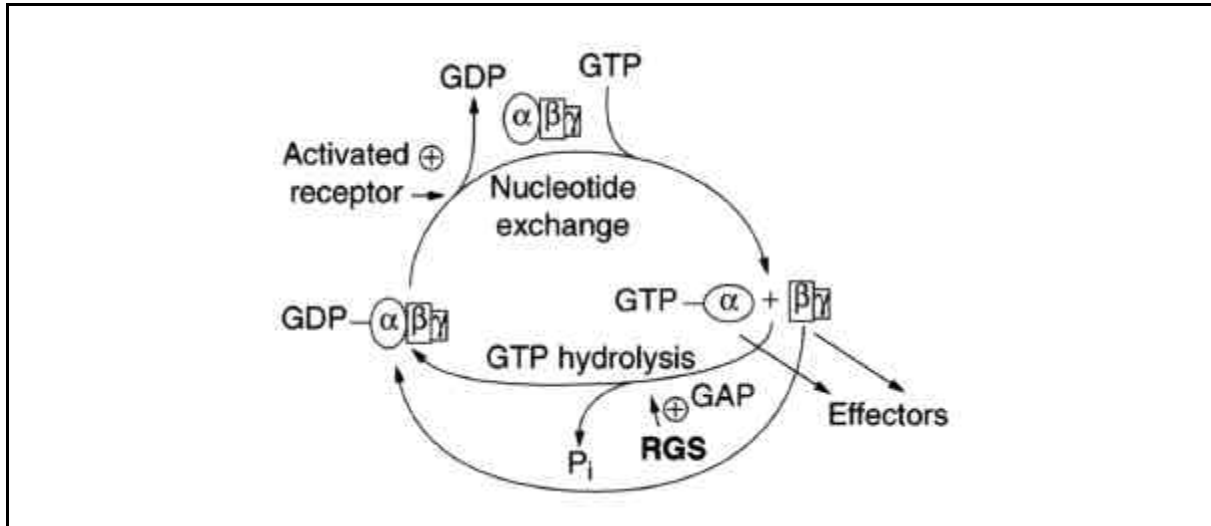 GDP
GTP
α β γ
Activated ⊕
receptor
Nucleotide
exchange
GTP α + β γ
GDP α β γ
GTP hydrolysis
⊕ GAP
Effectors
RGS
Pi